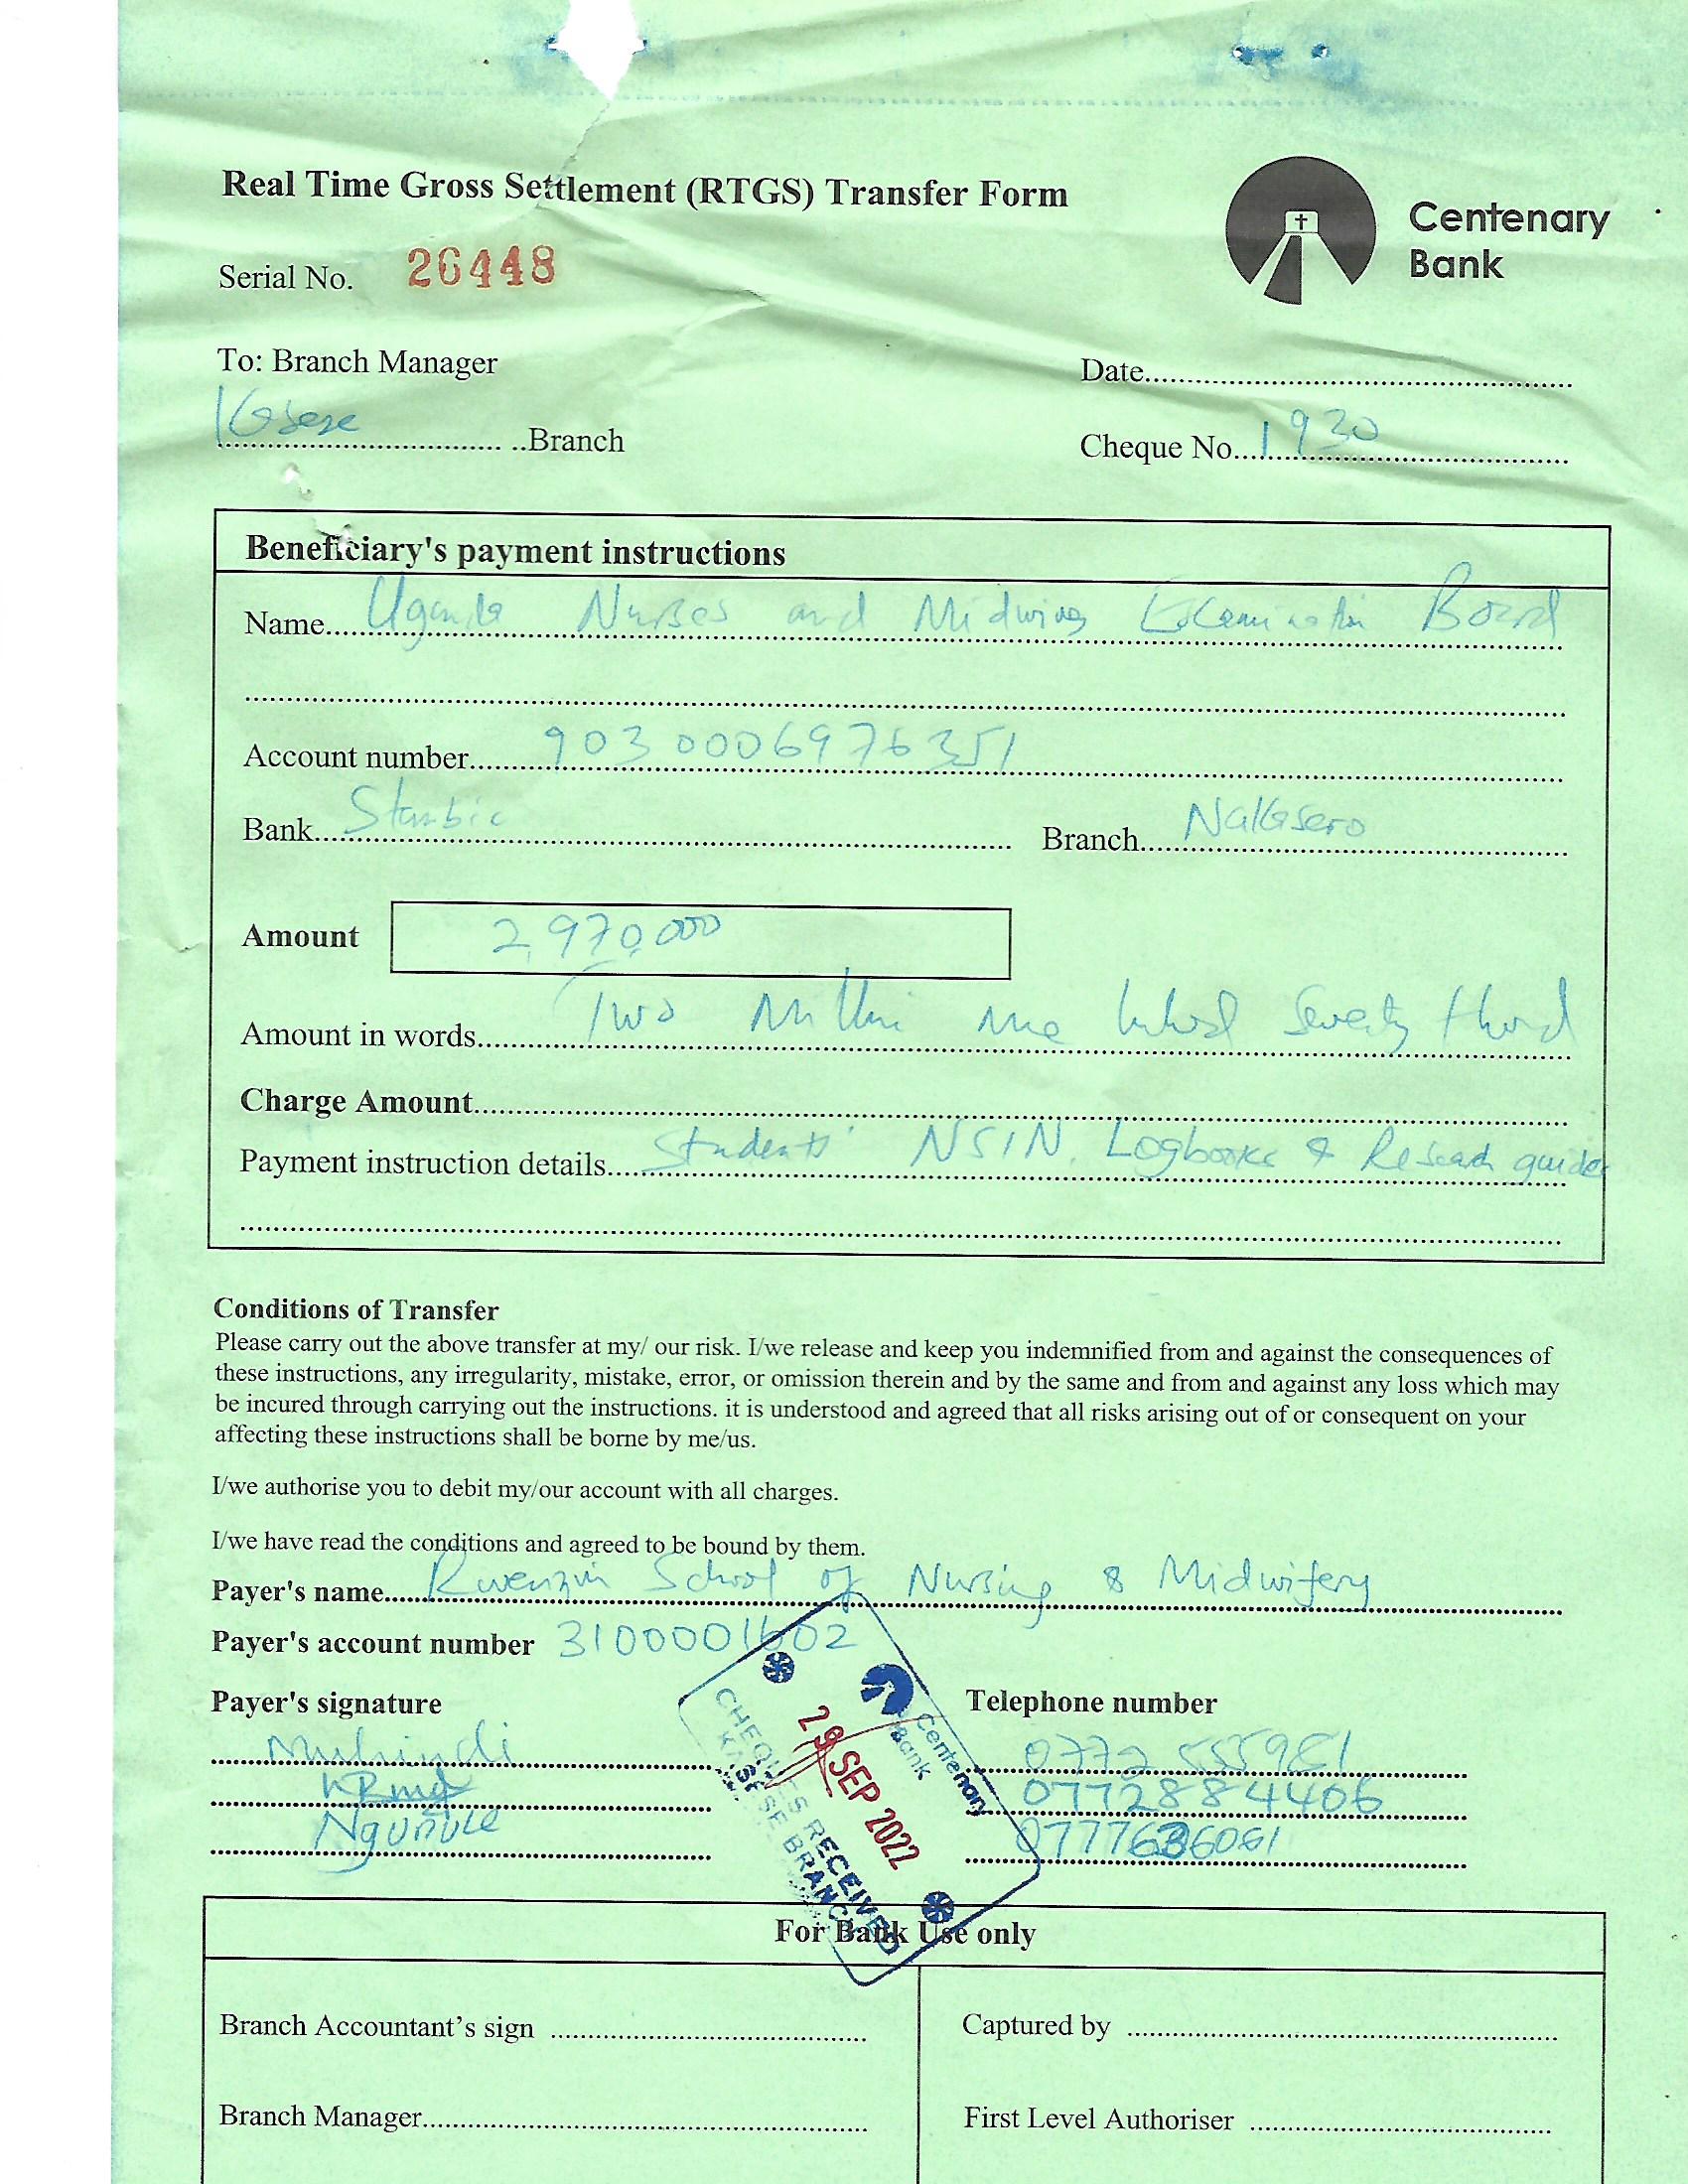 Real Time Gross Settlement (RTGS) Transfer Form
Centenary
Bank
Serial No. 26448
To: Branch Manager
Date
Kasese Branch
Cheque No. 1930
Beneficiary's payment instructions
Name Uganda Nurses and Midwives Examination Board
Account number 9030006976351
Bank Stanbic Branch Nakasero
Amount 2,970,000
Amount in words Two Million nine hundred Seventy thousand
Charge Amount
Payment instruction details Students' NSIN, Logbooks & Research guides
Conditions of Transfer
Please carry out the above transfer at my/ our risk. I/we release and keep you indemnified from and against the consequences of
these instructions, any irregularity, mistake, error, or omission therein and by the same and from and against any loss which may
be incured through carrying out the instructions. it is understood and agreed that all risks arising out of or consequent on your
affecting these instructions shall be borne by me/us.
I/we authorise you to debit my/our account with all charges.
I/we have read the conditions and agreed to be bound by them.
Payer's name Rwenzori School of Nursing & Midwifery
Payer's account number 3100001602
Payer's signature
Telephone number
Muhindi 0772 555981
0772884406
0777636061
Centenary
Bank
29 SEP 2022
CHEQUES RECEIVED
KASESE BRANCH
For Bank Use only
Branch Accountant's sign
Captured by
Branch Manager
First Level Authoriser